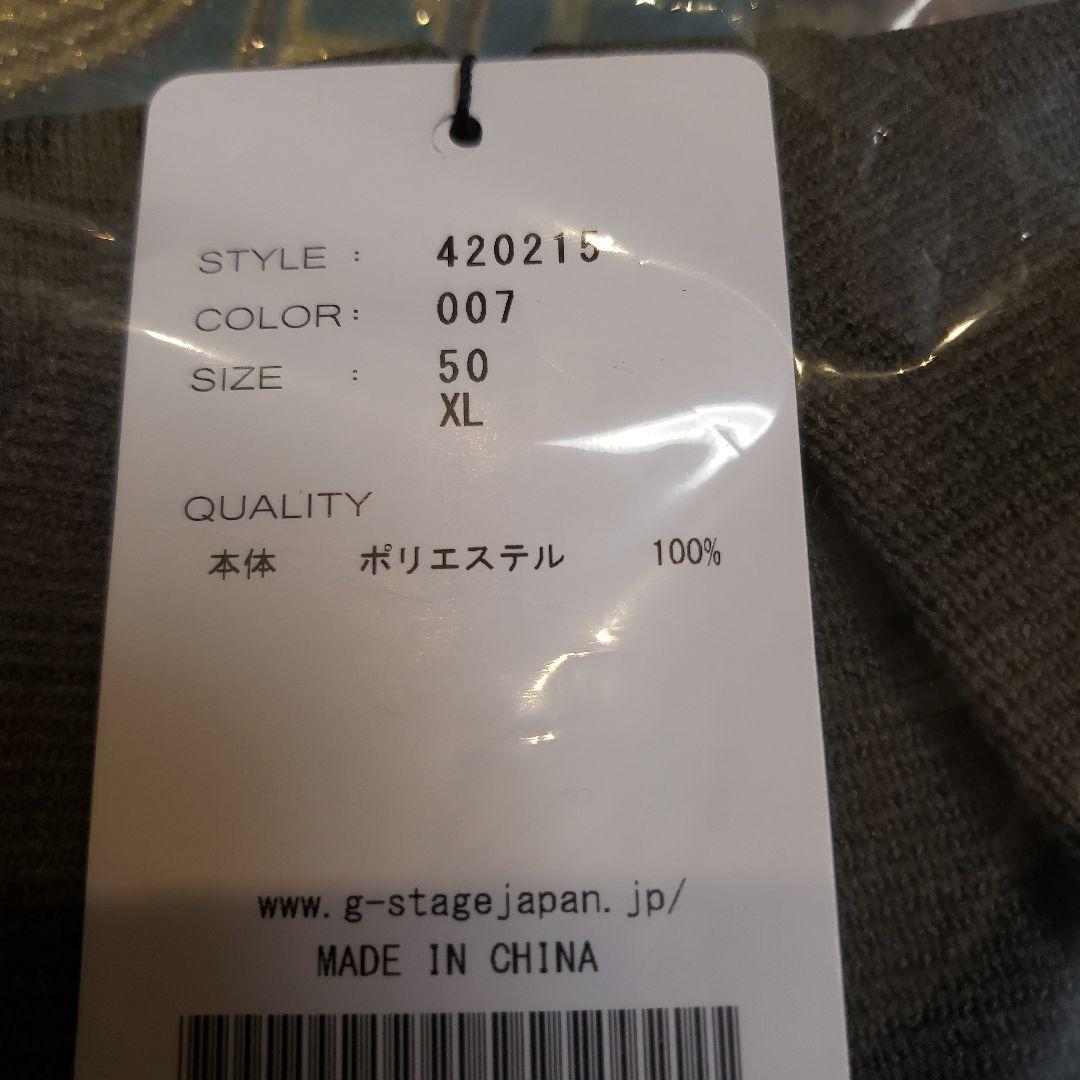 STYLE : 420215
COLOR: 007
SIZE : 50
XL
QUALITY
本体 ポリエステル 100%
www.g-stagejapan.jp/
MADE IN CHINA